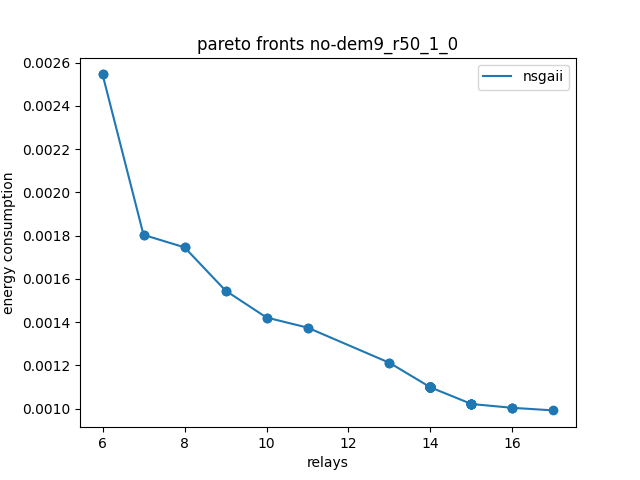 pareto fronts no-dem9_r50_1_0
nsgaii
0.0026
0.0024
0.0022
0.0020
0.0018
0.0016
0.0014
0.0012
0.0010
energy consumption
6 8 10 12 14 16
relays